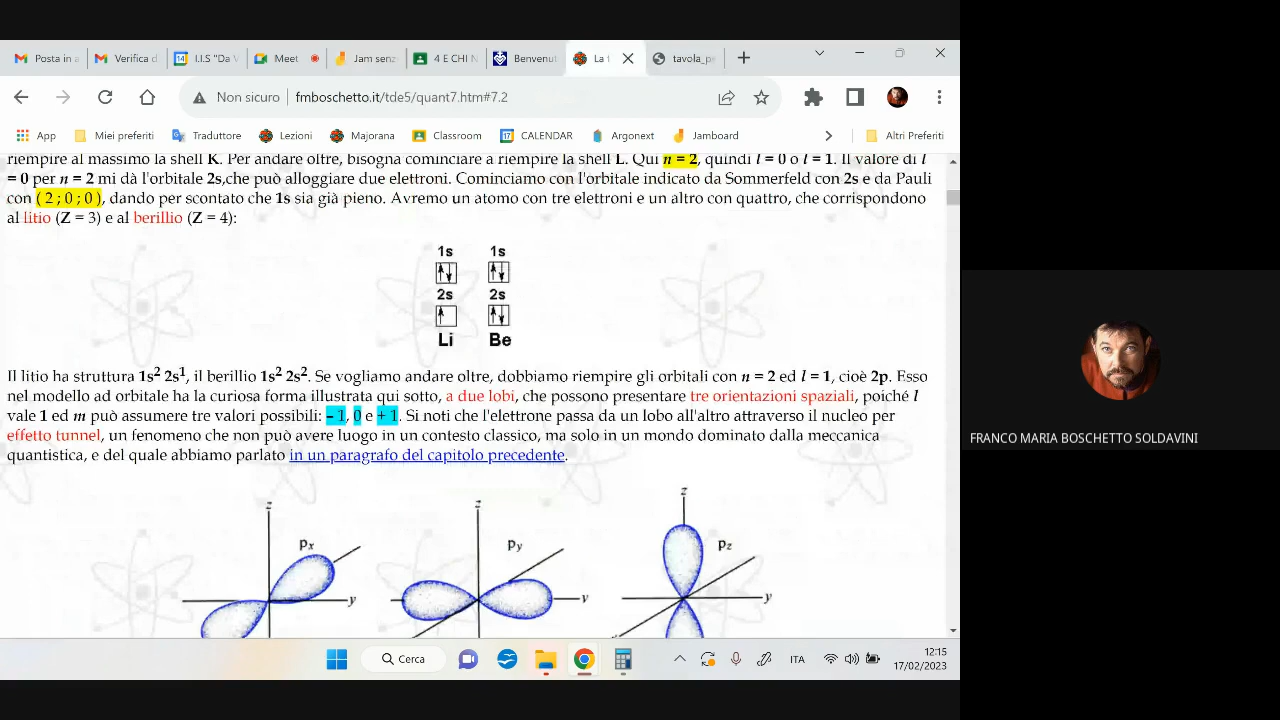 Posta in a
Verifica d
14
I.I.S "Da V
Meet
Jam senz
4 E CHI N
Benvenut
La t
tavola_pe
Non sicuro
fmboschetto.it/tde5/quant7.htm#7.2
App
Miei preferiti
Traduttore
Lezioni
Majorana
Classroom
17
CALENDAR
Argonext
Jamboard
Altri Preferiti
riempire al massimo la shell K. Per andare oltre, bisogna cominciare a riempire la shell L. Qui n = 2, quindi l = 0 o l = 1. Il valore di l
= 0 per n = 2 mi dà l'orbitale 2s,che può alloggiare due elettroni. Cominciamo con l'orbitale indicato da Sommerfeld con 2s e da Pauli
con ( 2 ; 0 ; 0 ), dando per scontato che 1s sia già pieno. Avremo un atomo con tre elettroni e un altro con quattro, che corrispondono
al litio (Z = 3) e al berillio (Z = 4):
1s 1s
2s 2s
Li Be
Il litio ha struttura 1s² 2s¹, il berillio 1s² 2s². Se vogliamo andare oltre, dobbiamo riempire gli orbitali con n = 2 ed l = 1, cioè 2p. Esso
nel modello ad orbitale ha la curiosa forma illustrata qui sotto, a due lobi, che possono presentare tre orientazioni spaziali, poiché l
vale 1 ed m può assumere tre valori possibili: – 1, 0 e + 1. Si noti che l'elettrone passa da un lobo all'altro attraverso il nucleo per
effetto tunnel, un fenomeno che non può avere luogo in un contesto classico, ma solo in un mondo dominato dalla meccanica
quantistica, e del quale abbiamo parlato in un paragrafo del capitolo precedente.
z z z
px py pz
y y y
Cerca
ITA
12:15
17/02/2023
FRANCO MARIA BOSCHETTO SOLDAVINI